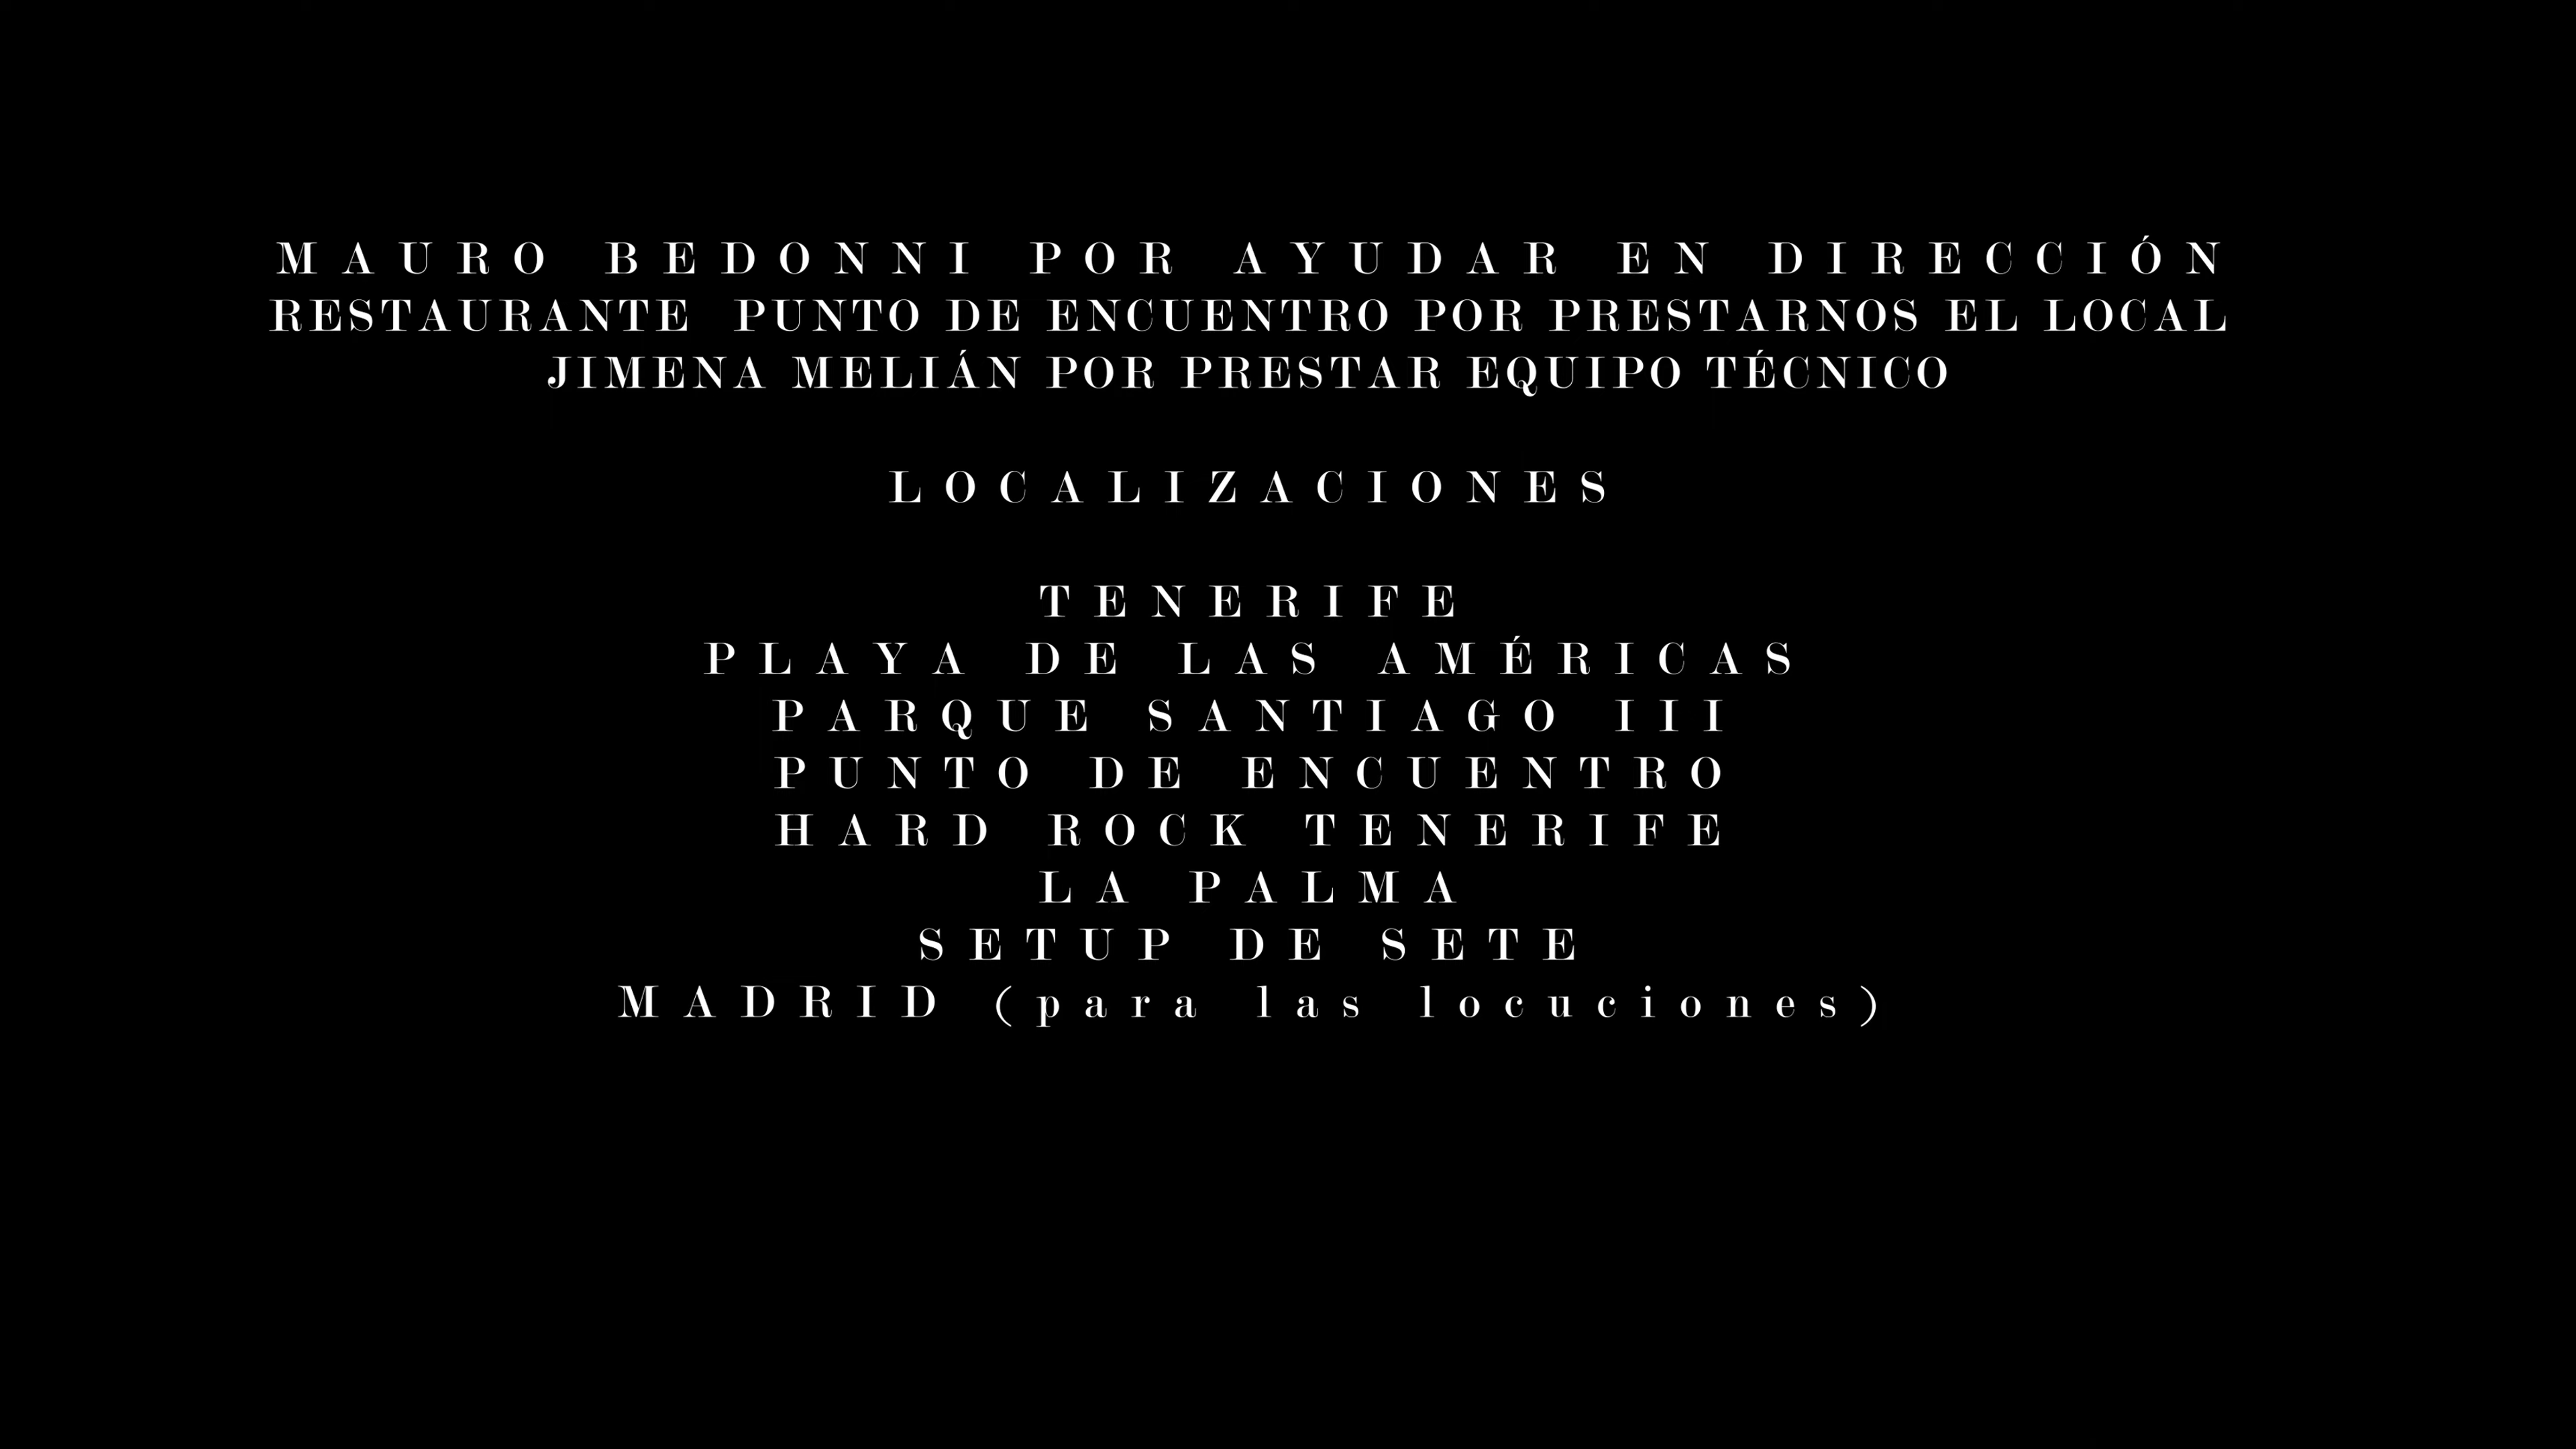 MAURO BEDONNI POR AYUDAR EN DIRECCIÓN
RESTAURANTE PUNTO DE ENCUENTRO POR PRESTARNOS EL LOCAL
JIMENA MELIÁN POR PRESTAR EQUIPO TÉCNICO
LOCALIZACIONES
TENERIFE
PLAYA DE LAS AMÉRICAS
PARQUE SANTIAGO III
PUNTO DE ENCUENTRO
HARD ROCK TENERIFE
LA PALMA
SETUP DE SETE
MADRID (para las locuciones)